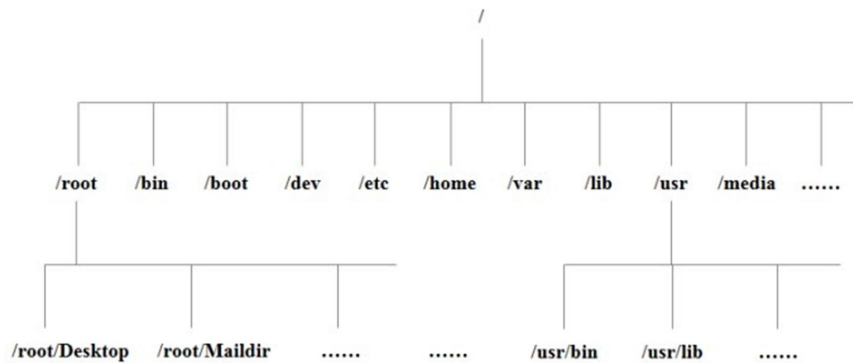 /
/root /bin /boot /dev /etc /home /var /lib /usr /media ......
/root/Desktop /root/Maildir ...... ...... /usr/bin /usr/lib ......